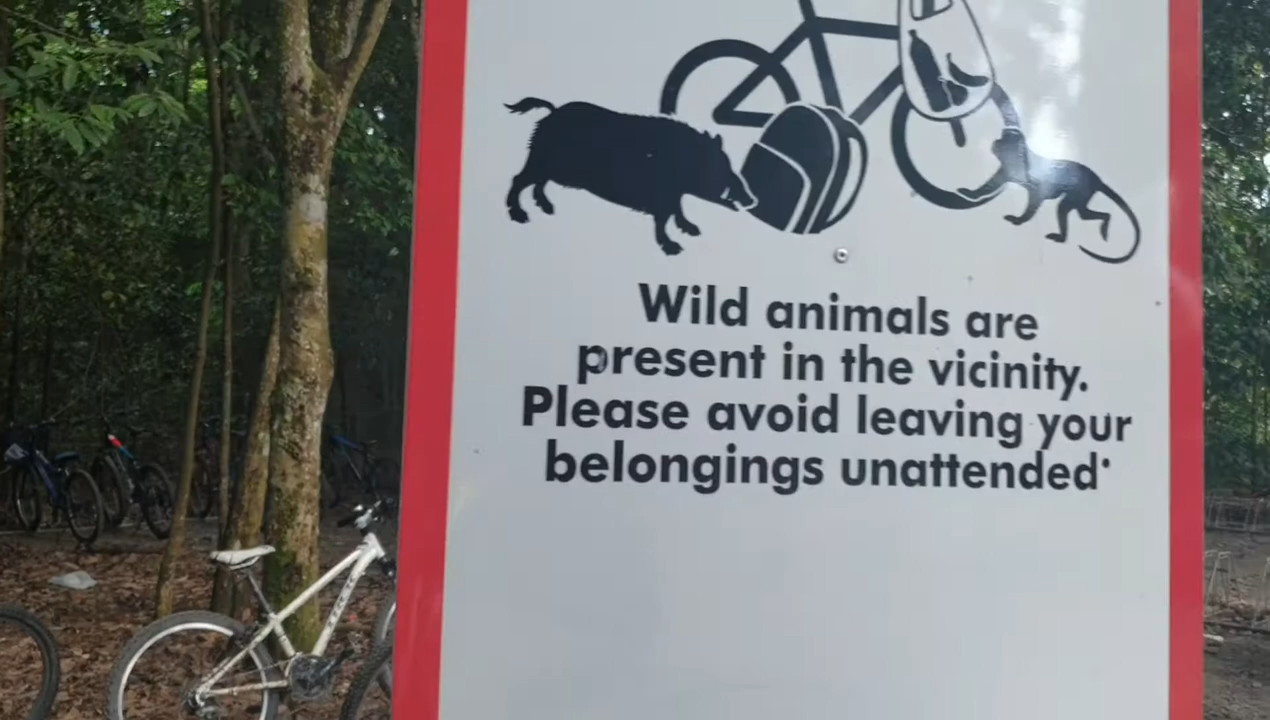 Wild animals are
present in the vicinity.
Please avoid leaving your
belongings unattended.